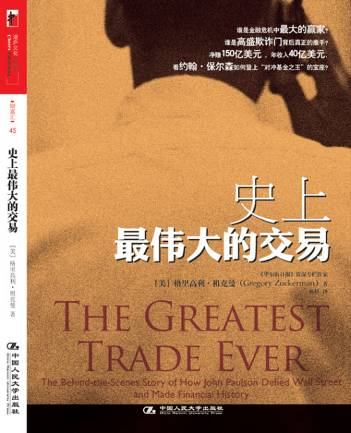 湛庐文化
财富汇
45
史上最伟大的交易
[美] 格里高利·祖克曼 著
中国人民大学出版社
谁是金融危机中最大的赢家?
谁是高盛欺诈门背后真正的推手?
净赚150亿美元,年收入40亿美元,
看约翰·保尔森如何登上“对冲基金之王”的宝座?
史上
最伟大的交易
《华尔街日报》资深专栏作家
[美] 格里高利·祖克曼 (Gregory Zuckerman) 著
THE GREATEST
TRADE EVER
The Behind-the-Scenes Story of How John Paulson Defied Wall Street
and Made Financial History
中国人民大学出版社